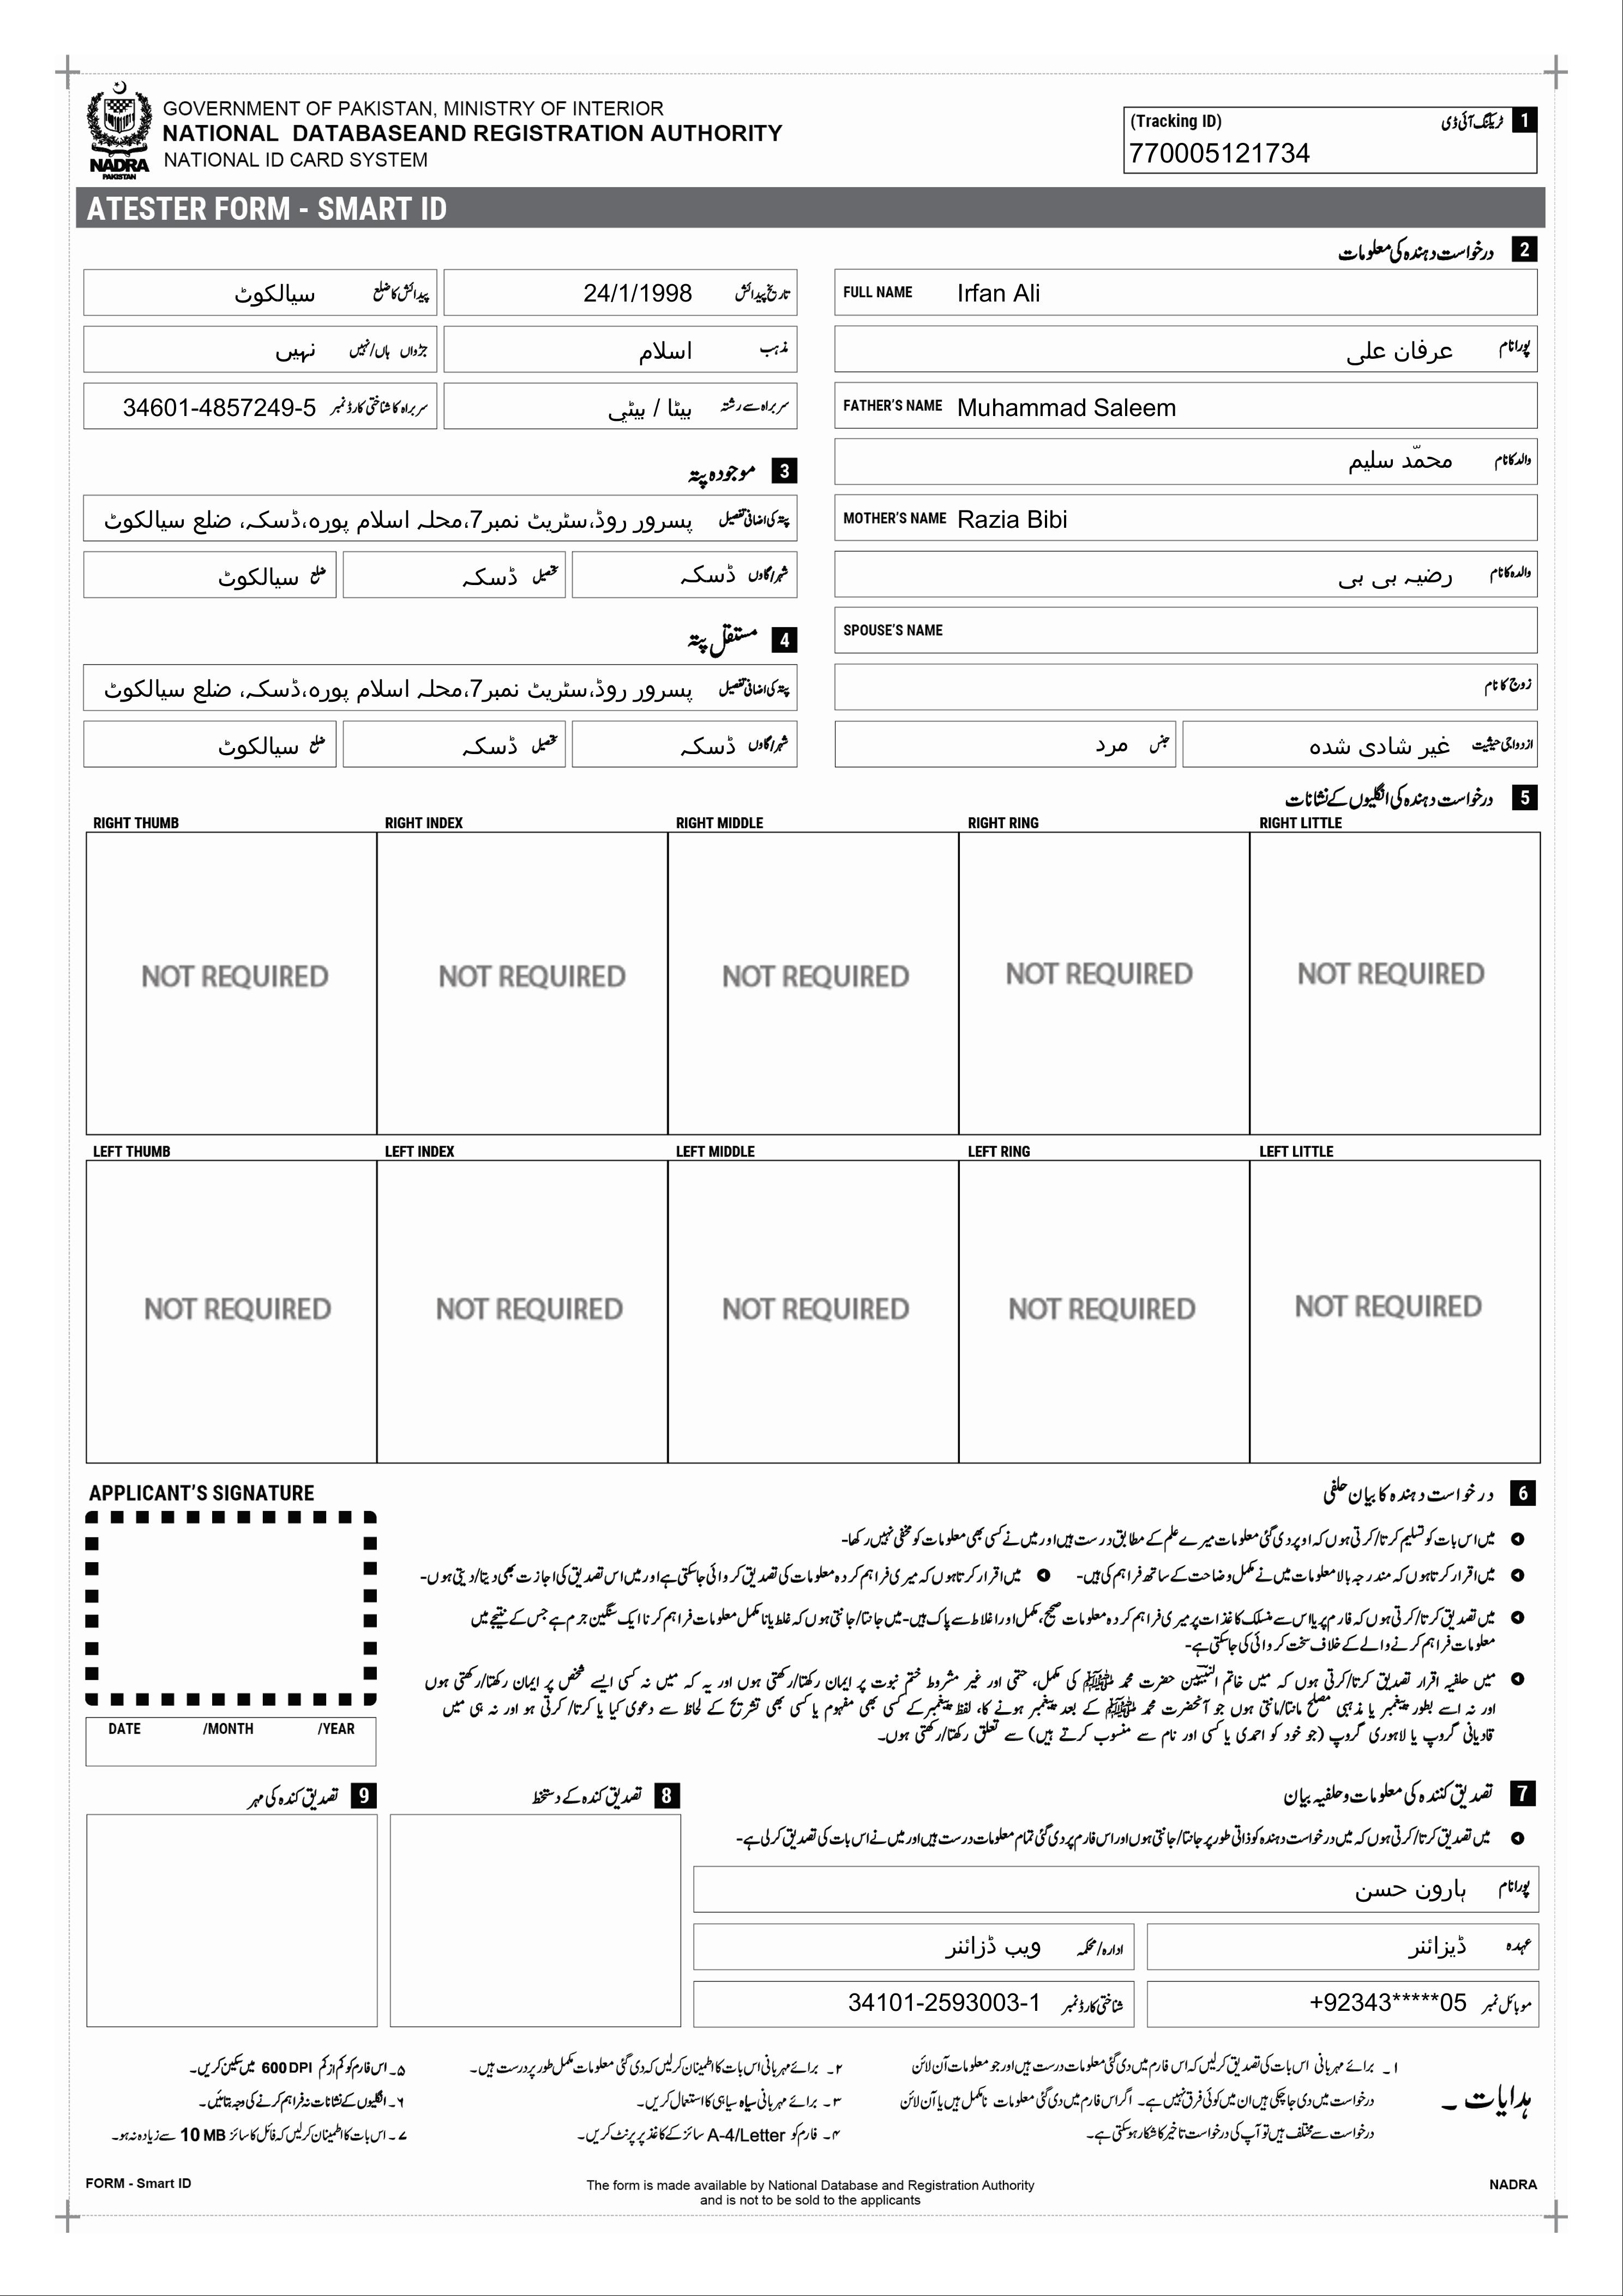 NADRA
PAKISTAN
GOVERNMENT OF PAKISTAN, MINISTRY OF INTERIOR
NATIONAL DATABASEAND REGISTRATION AUTHORITY
NATIONAL ID CARD SYSTEM
(Tracking ID) ٹریکنگ آئی ڈی 1
770005121734
ATESTER FORM - SMART ID
2 درخواست دہندہ کی معلومات
FULL NAME Irfan Ali
پورا نام عرفان علی
FATHER'S NAME Muhammad Saleem
والد کا نام محمّد سلیم
MOTHER'S NAME Razia Bibi
والدہ کا نام رضیہ بی بی
SPOUSE'S NAME
زوج کا نام
ازدواجی حیثیت غیر شادی شدہ
جنس مرد
تاریخ پیدائش 24/1/1998
پیدائش کا ضلع سیالکوٹ
مذہب اسلام
جڑواں ہاں/نہیں نہیں
سربراہ سے رشتہ بیٹا / بیٹی
سربراہ کا شناختی کارڈ نمبر 34601-4857249-5
3 موجودہ پتہ
پتہ کی اضافی تفصیل پسرور روڈ،سٹریٹ نمبر7،محلہ اسلام پورہ،ڈسکہ، ضلع سیالکوٹ
شہر/گاوں ڈسکہ
تحصیل ڈسکہ
ضلع سیالکوٹ
4 مستقل پتہ
پتہ کی اضافی تفصیل پسرور روڈ،سٹریٹ نمبر7،محلہ اسلام پورہ،ڈسکہ، ضلع سیالکوٹ
شہر/گاوں ڈسکہ
تحصیل ڈسکہ
ضلع سیالکوٹ
5 درخواست دہندہ کی انگلیوں کے نشانات
RIGHT THUMB RIGHT INDEX RIGHT MIDDLE RIGHT RING RIGHT LITTLE
NOT REQUIRED NOT REQUIRED NOT REQUIRED NOT REQUIRED NOT REQUIRED
LEFT THUMB LEFT INDEX LEFT MIDDLE LEFT RING LEFT LITTLE
NOT REQUIRED NOT REQUIRED NOT REQUIRED NOT REQUIRED NOT REQUIRED
APPLICANT'S SIGNATURE
DATE /MONTH /YEAR
6 درخواست دہندہ کا بیان حلفی
میں اس بات کو تسلیم کرتا/کرتی ہوں کہ اوپر دی گئی معلومات میرے علم کے مطابق درست ہیں اور میں نے کسی بھی معلومات کو مخفی نہیں رکھا-
میں اقرار کرتا ہوں کہ مندرجہ بالا معلومات میں نے مکمل وضاحت کے ساتھ فراہم کی ہیں- میں اقرار کرتا ہوں کہ میری فراہم کردہ معلومات کی تصدیق کروائی جا سکتی ہے اور میں اس تصدیق کی اجازت بھی دیتا/دیتی ہوں-
میں تصدیق کرتا/کرتی ہوں کہ فارم پر یا اس سے منسلک کاغذات پر میری فراہم کردہ معلومات صحیح، مکمل اور اغلاط سے پاک ہیں-میں جانتا/جانتی ہوں کہ غلط یا نامکمل معلومات فراہم کرنا ایک سنگین جرم ہے جس کے نتیجے میں
معلومات فراہم کرنے والے کے خلاف سخت کروائی کی جا سکتی ہے-
میں حلفیہ اقرار تصدیق کرتا/کرتی ہوں کہ میں خاتم النبیین حضرت محمد ﷺ کی مکمل، حتمی اور غیر مشروط ختم نبوت پر ایمان رکھتا/رکھتی ہوں اور یہ کہ میں نہ کسی ایسے شخص پر ایمان رکھتا/رکھتی ہوں
اور نہ اسے بطور پیغمبر یا مذہبی مصلح مانتا/مانتی ہوں جو آنحضرت محمد ﷺ کے بعد پیغمبر ہونے کا، لفظ پیغمبر کے کسی بھی مفہوم یا کسی بھی تشریح کے لحاظ سے دعویٰ کیا یا کرتا/کرتی ہو اور نہ ہی میں
قادیانی گروپ یا لاہوری گروپ (جو خود کو احمدی یا کسی اور نام سے منسوب کرتے ہیں) سے تعلق رکھتا/رکھتی ہوں۔
7 تصدیق کنندہ کی معلومات و حلفیہ بیان
میں تصدیق کرتا/کرتی ہوں کہ میں درخواست دہندہ کو ذاتی طور پر جانتا/جانتی ہوں اور اس فارم پر دی گئی تمام معلومات درست ہیں اور میں نے اس بات کی تصدیق کر لی ہے-
پورا نام ہارون حسن
عہدہ ڈیزائنر
ادارہ/محکمہ ویب ڈزائنر
موبائل نمبر +92343*****05
شناختی کارڈ نمبر 34101-2593003-1
8 تصدیق کندہ کے دستخط
9 تصدیق کندہ کی مہر
ہدایات ۔
۱۔ برائے مہربانی اس بات کی تصدیق کرلیں کہ اس فارم میں دی گئی معلومات درست ہیں اور جو معلومات آن لائن
درخواست میں دی جا چکی ہیں ان میں کوئی فرق نہیں ہے۔ اگر اس فارم میں دی گئی معلومات نامکمل ہیں یا آن لائن
درخواست سے مختلف ہیں تو آپ کی درخواست تاخیر کا شکار ہو سکتی ہے۔
۲۔ برائے مہربانی اس بات کا اطمینان کرلیں کہ دی گئی معلومات مکمل طور پر درست ہیں۔
۳۔ برائے مہربانی سیاہ سیاہی کا استعمال کریں۔
۴۔ فارم کو A-4/Letter سائز کے کاغذ پر پرنٹ کریں۔
۵۔ اس فارم کو کم از کم 600 DPI میں سکین کریں۔
۶۔ انگلیوں کے نشانات نہ فراہم کرنے کی وجہ بتائیں۔
۷۔ اس بات کا اطمینان کرلیں کہ فائل کا سائز 10 MB سے زیادہ نہ ہو۔
FORM - Smart ID
The form is made available by National Database and Registration Authority
and is not to be sold to the applicants
NADRA